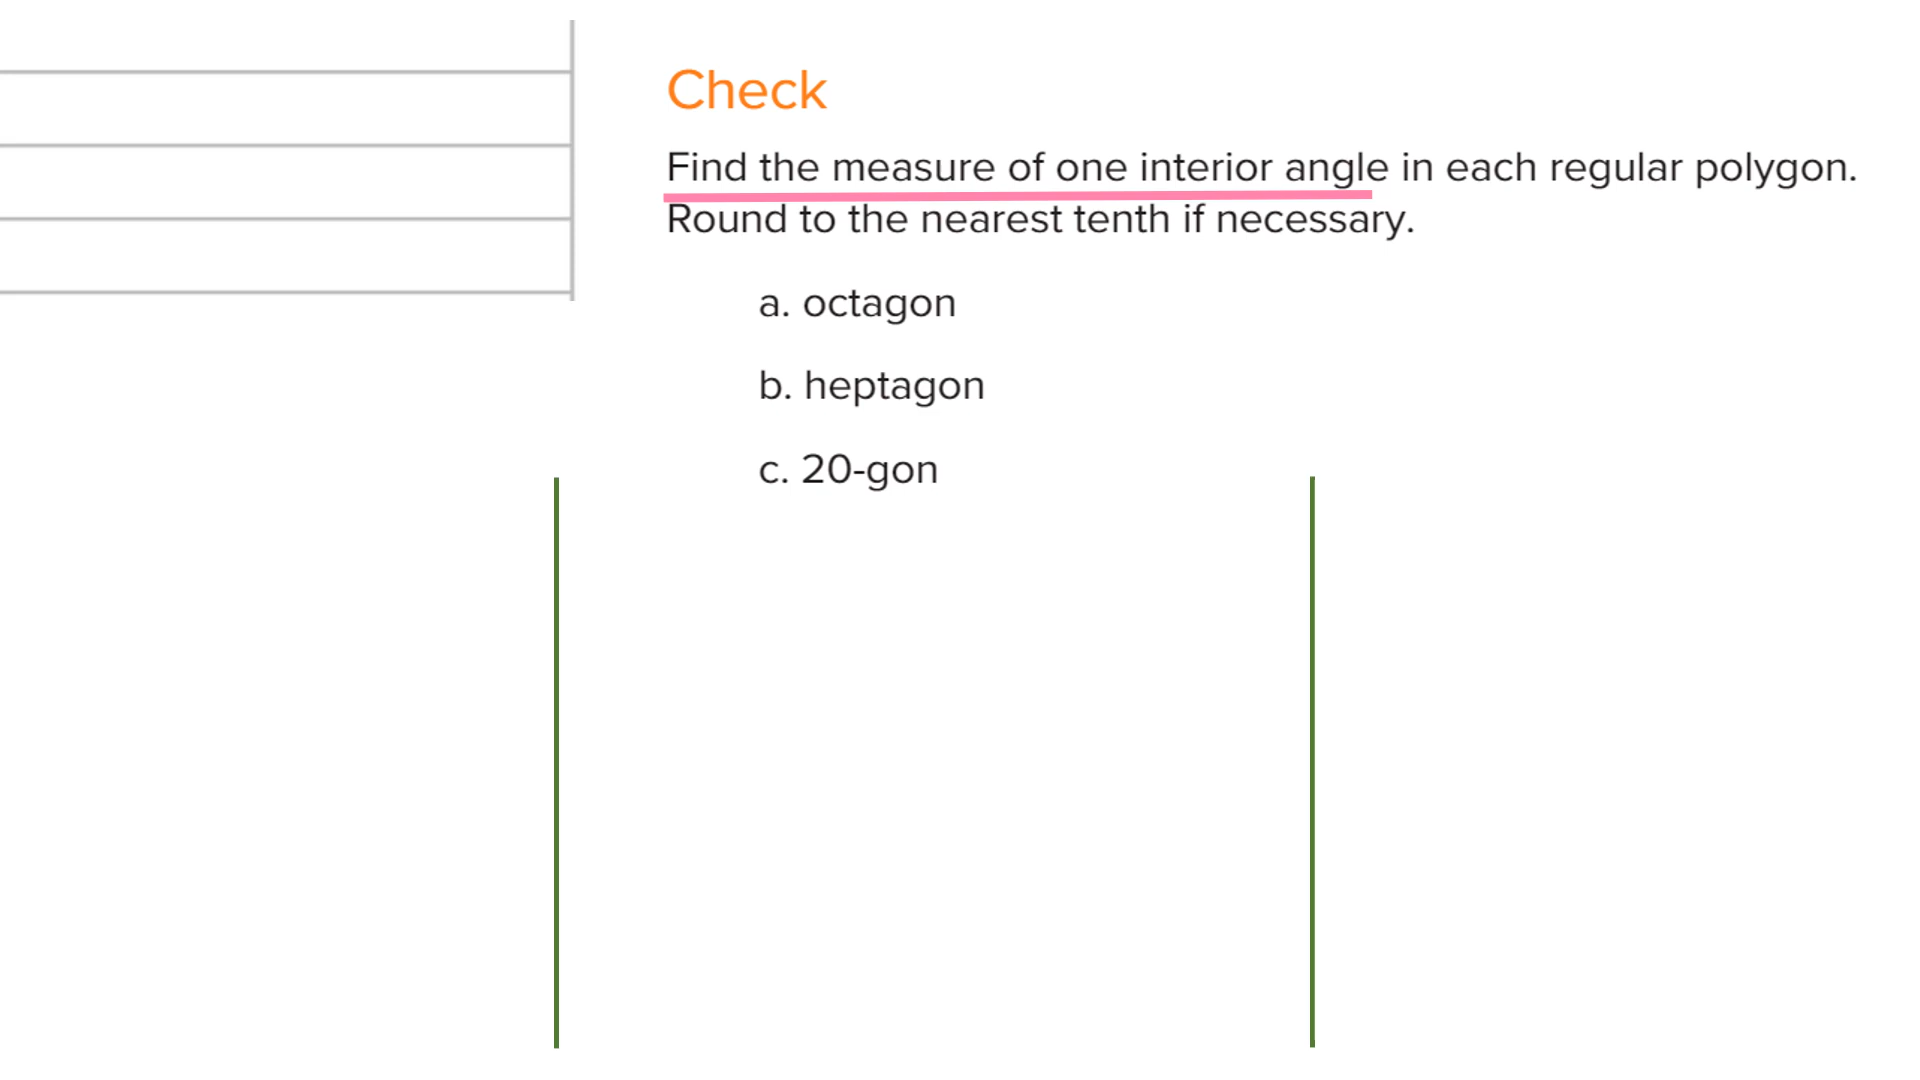 Check
Find the measure of one interior angle in each regular polygon.
Round to the nearest tenth if necessary.
a. octagon
b. heptagon
c. 20-gon